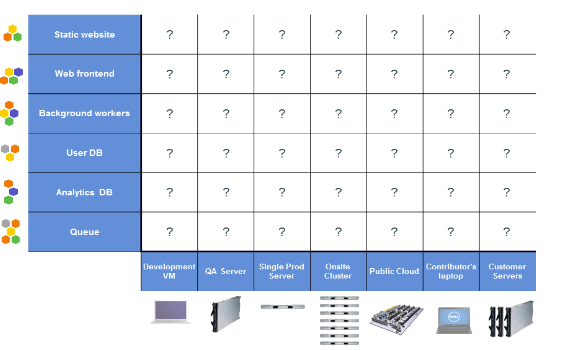 Static website ? ? ? ? ? ? ?
Web frontend ? ? ? ? ? ? ?
Background workers ? ? ? ? ? ? ?
User DB ? ? ? ? ? ? ?
Analytics DB ? ? ? ? ? ? ?
Queue ? ? ? ? ? ? ?
Development VM
QA Server
Single Prod Server
Onsite Cluster
Public Cloud
Contributor's laptop
Customer Servers
DELL